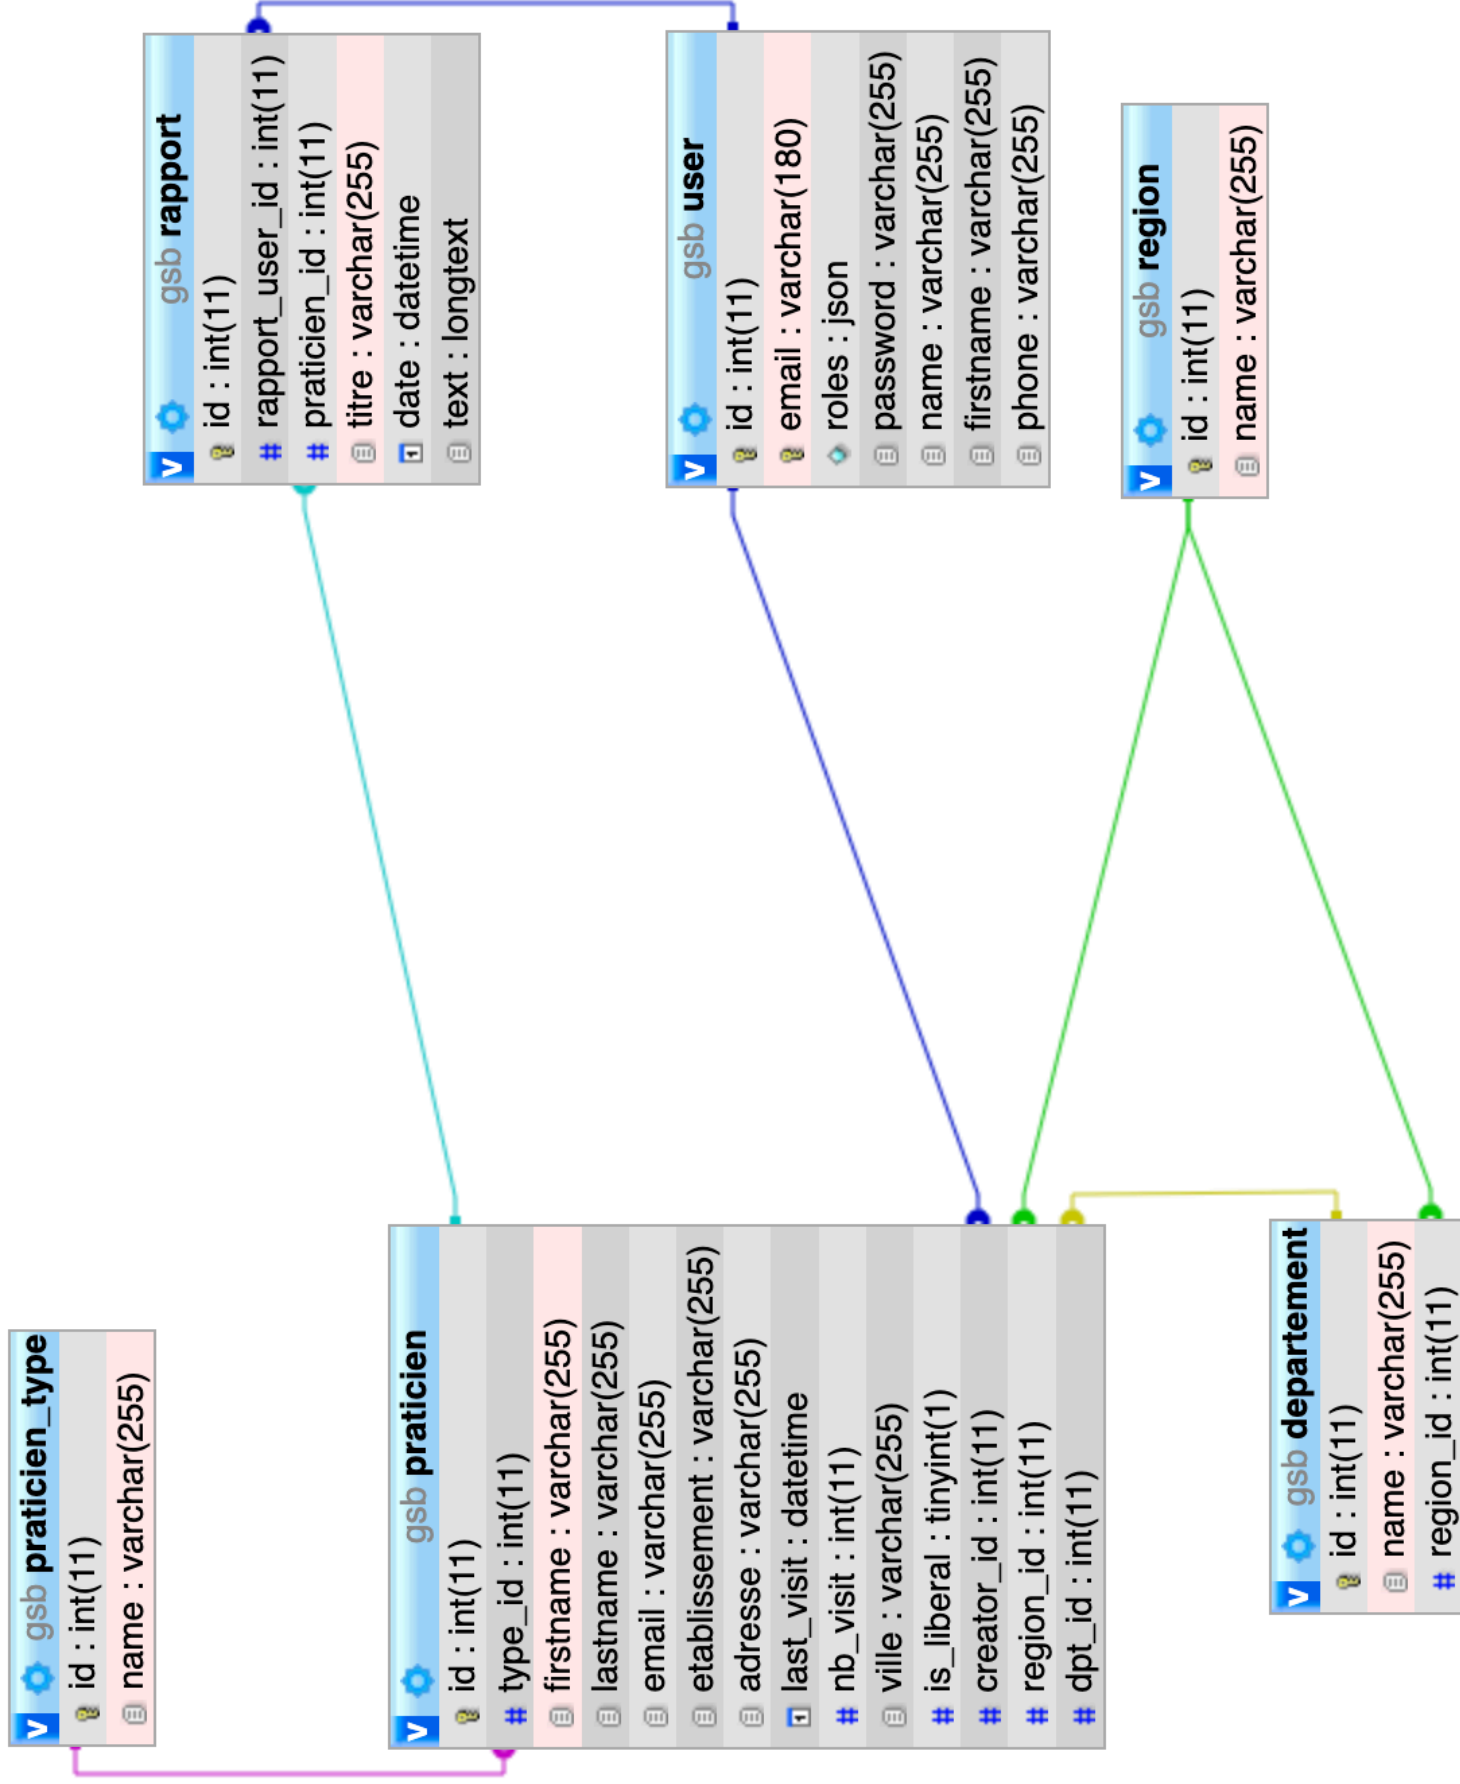 gsb praticien_type
id : int(11)
name : varchar(255)
gsb praticien
id : int(11)
type_id : int(11)
firstname : varchar(255)
lastname : varchar(255)
email : varchar(255)
etablissement : varchar(255)
adresse : varchar(255)
last_visit : datetime
nb_visit : int(11)
ville : varchar(255)
is_liberal : tinyint(1)
creator_id : int(11)
region_id : int(11)
dpt_id : int(11)
gsb departement
id : int(11)
name : varchar(255)
region_id : int(11)
gsb rapport
id : int(11)
rapport_user_id : int(11)
praticien_id : int(11)
titre : varchar(255)
date : datetime
text : longtext
gsb user
id : int(11)
email : varchar(180)
roles : json
password : varchar(255)
name : varchar(255)
firstname : varchar(255)
phone : varchar(255)
gsb region
id : int(11)
name : varchar(255)